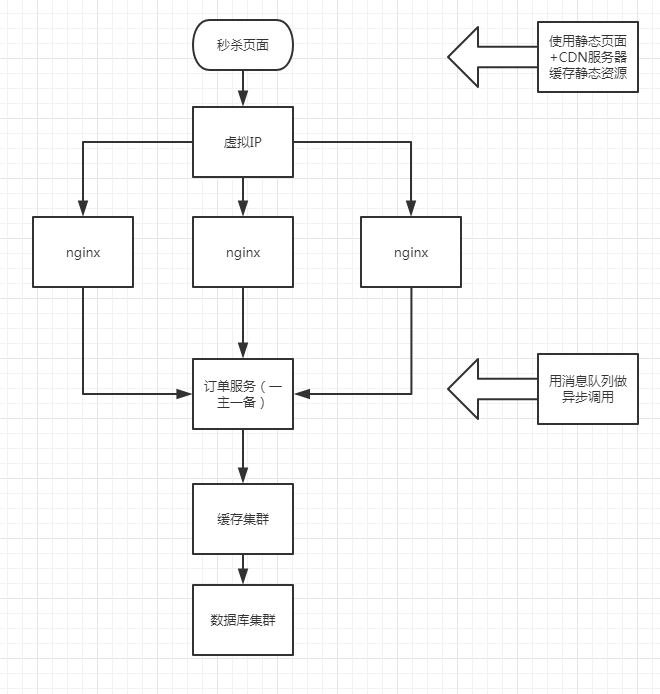 秒杀页面
使用静态页面
+CDN服务器
缓存静态资源
虚拟IP
nginx
nginx
nginx
订单服务（一
主一备）
用消息队列做
异步调用
缓存集群
数据库集群